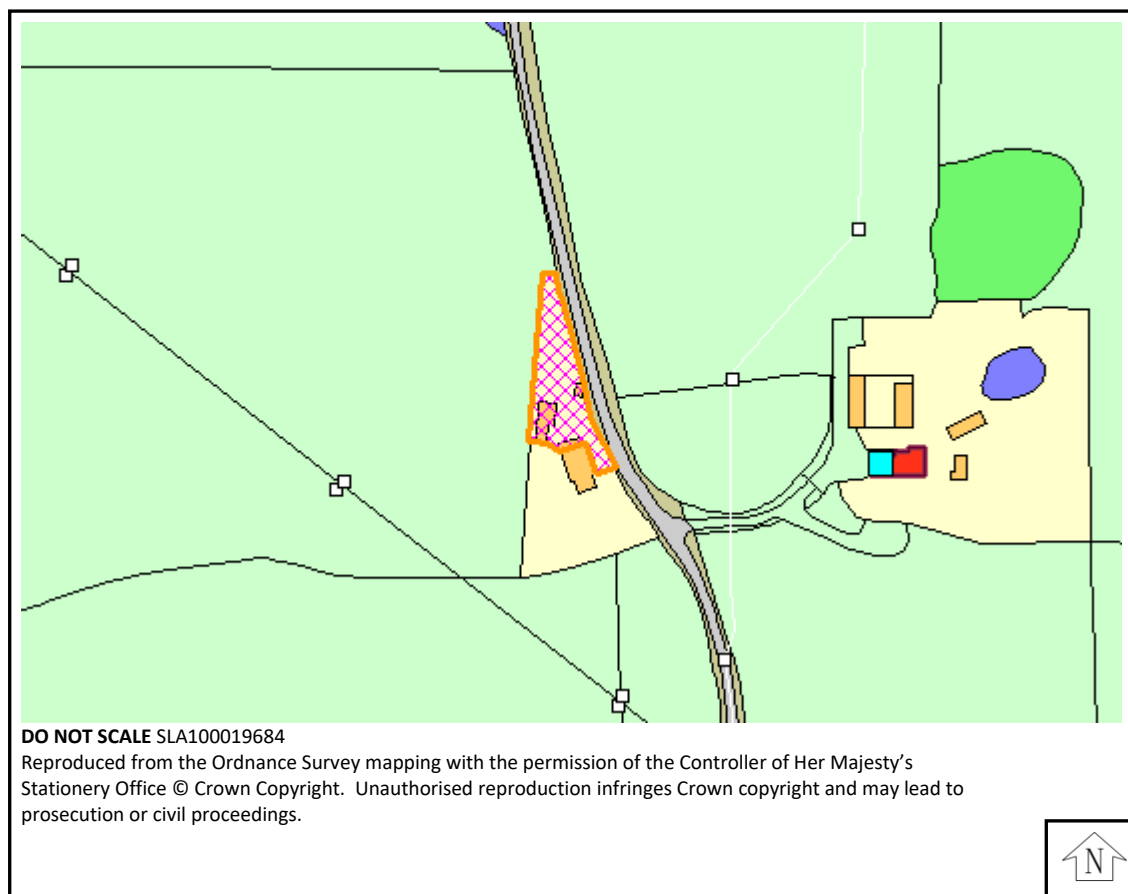 DO NOT SCALE SLA100019684
Reproduced from the Ordnance Survey mapping with the permission of the Controller of Her Majesty’s
Stationery Office © Crown Copyright.  Unauthorised reproduction infringes Crown copyright and may lead to
prosecution or civil proceedings.
N